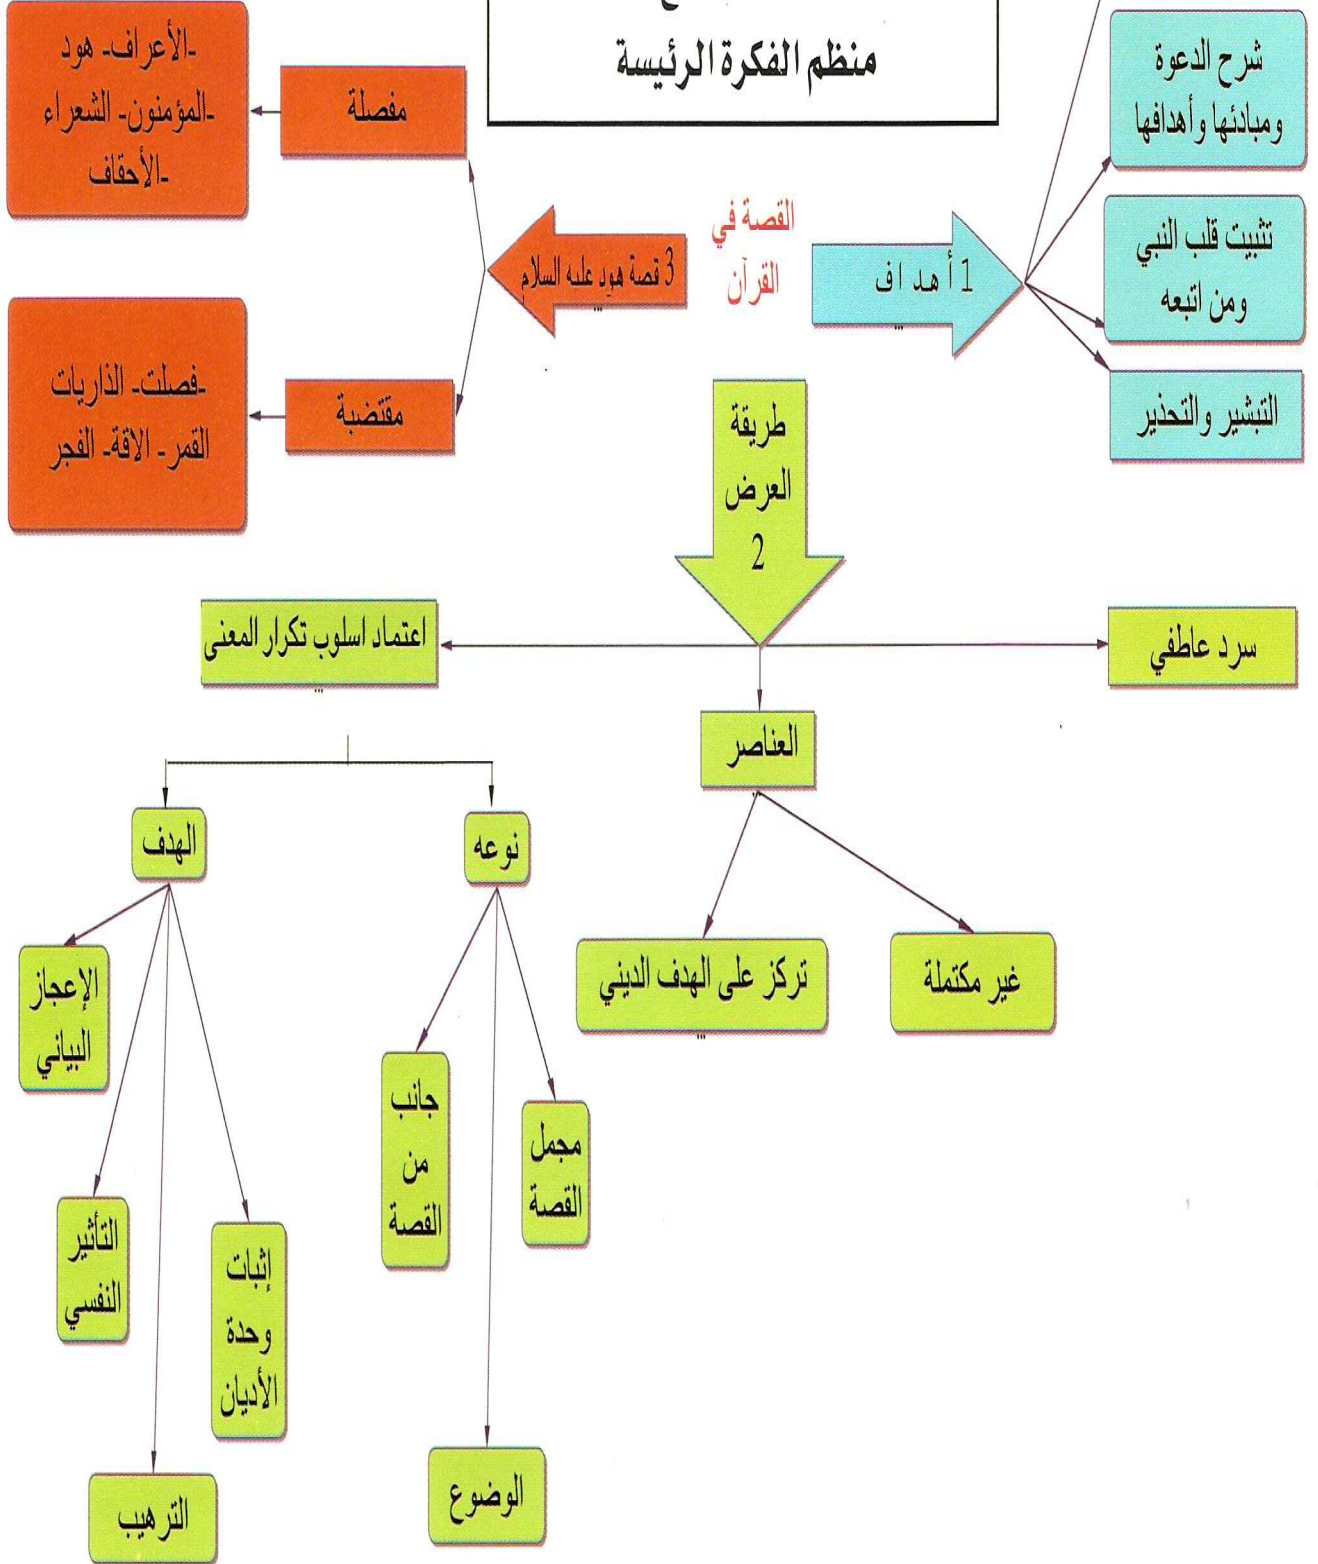 منظم الفكرة الرئيسة
القصة في
القرآن
1 أهداف
شرح الدعوة
ومبادئها وأهدافها
تثبيت قلب النبي
ومن اتبعه
التبشير والتحذير
طريقة
العرض
2
سرد عاطفي
العناصر
غير مكتملة
تركز على الهدف الديني
اعتماد اسلوب تكرار المعنى
نوعه
مجمل
القصة
الوضوع
جانب
من
القصة
الهدف
إثبات
وحدة
الأديان
الترهيب
التأثير
النفسي
الإعجاز
البياني
3 قصة هود عليه السلام
مفصلة
-الأعراف- هود
-المؤمنون- الشعراء
-الأحقاف
مقتضبة
-فصلت- الذاريات
القمر- الاقة- الفجر